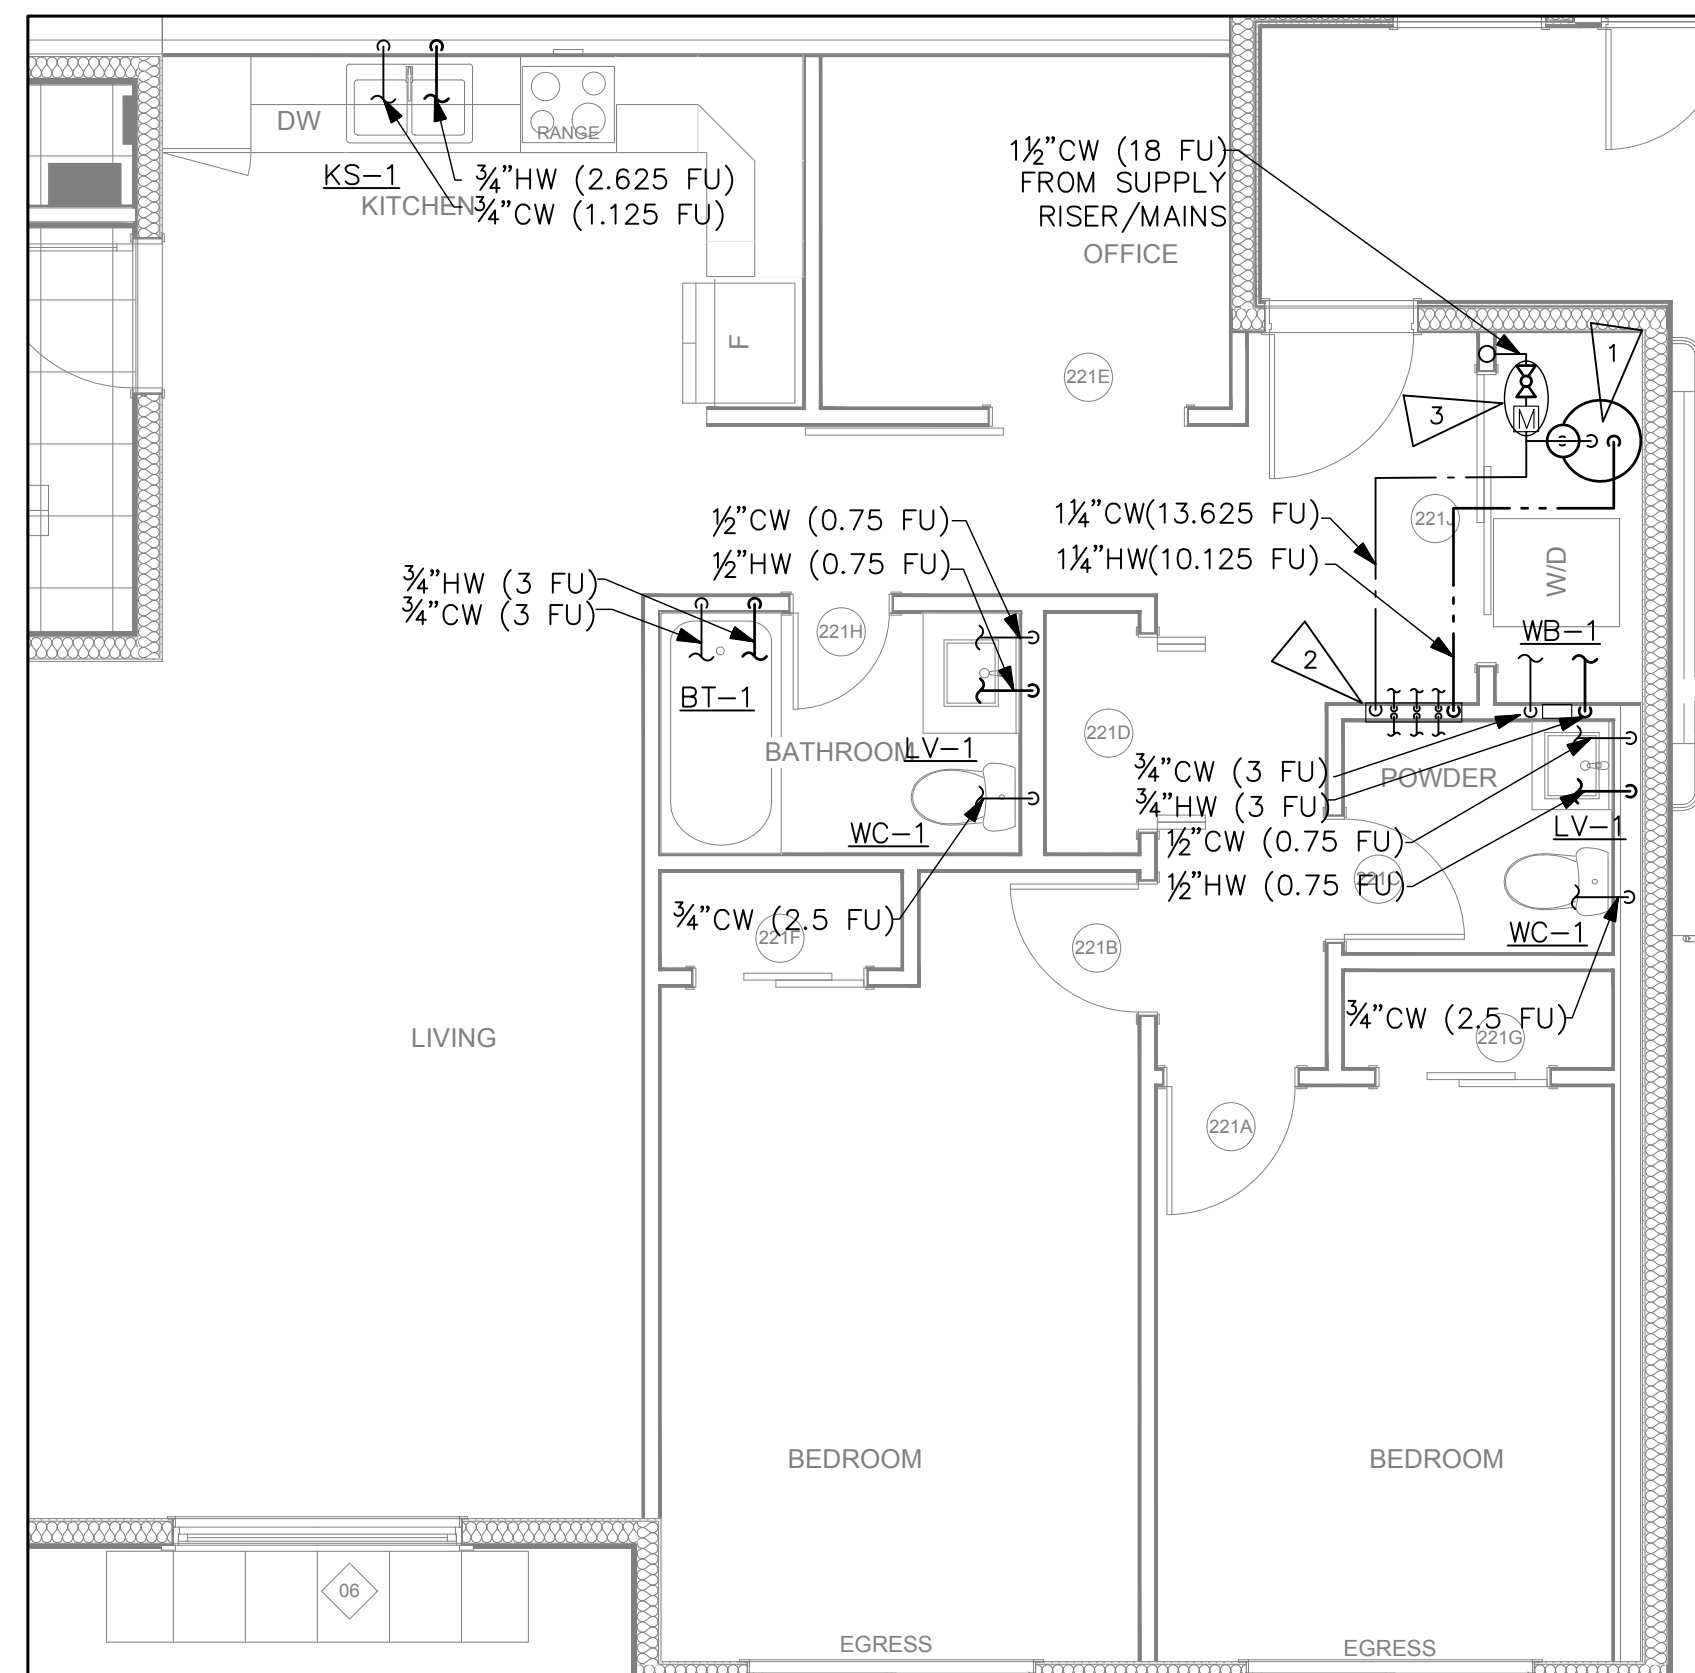 DW
RANGE
KS-1
KITCHEN
¾"HW (2.625 FU)
¾"CW (1.125 FU)
1½"CW (18 FU)
FROM SUPPLY
RISER/MAINS
OFFICE
F
221E
1
3
M
½"CW (0.75 FU)
½"HW (0.75 FU)
1¼"CW(13.625 FU)
1¼"HW(10.125 FU)
221J
W/D
¾"HW (3 FU)
¾"CW (3 FU)
221H
WB-1
2
BT-1
BATHROOM
LV-1
221D
¾"CW (3 FU)
¾"HW (3 FU)
POWDER
½"CW (0.75 FU)
½"HW (0.75 FU)
LV-1
WC-1
221C
¾"CW (2.5 FU)
221F
221B
WC-1
¾"CW (2.5 FU)
221G
LIVING
221A
BEDROOM
BEDROOM
06
EGRESS
EGRESS